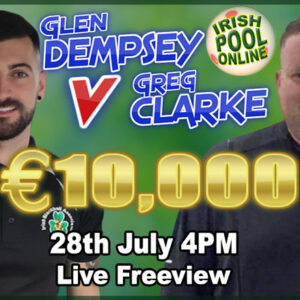 GLEN
DEMPSEY
V
GREG
CLARKE
IRISH
POOL
ONLINE
€10,000
28th July 4PM
Live Freeview